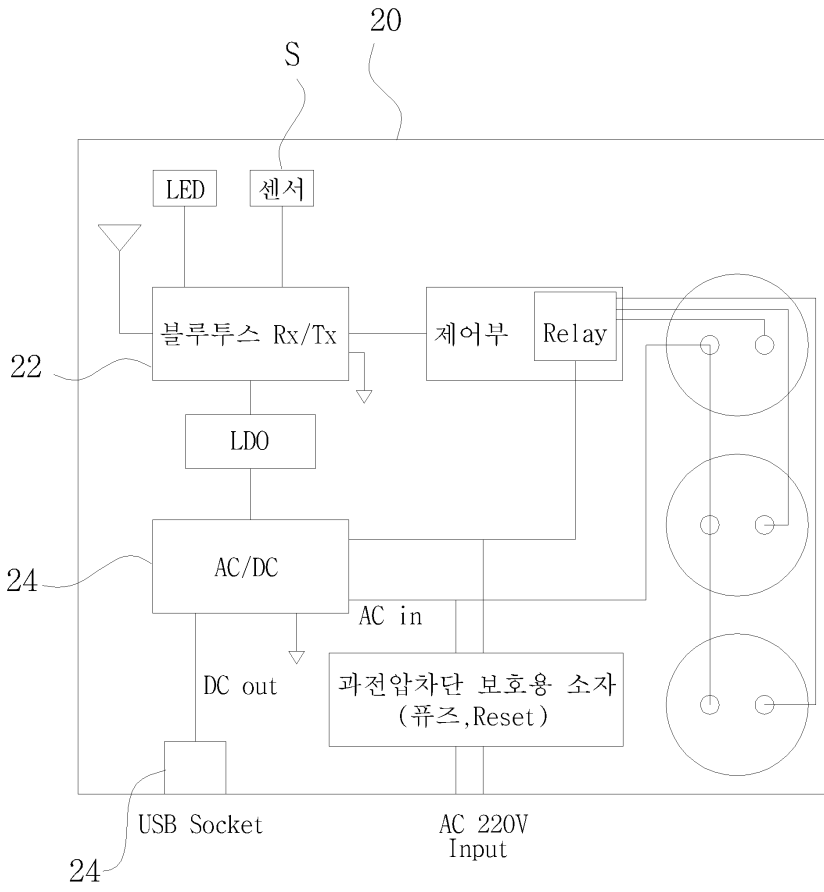 20
S
LED
센서
블루투스 Rx/Tx
제어부
Relay
22
LDO
24
AC/DC
AC in
DC out
과전압차단 보호용 소자
(퓨즈,Reset)
USB Socket
AC 220V
Input
24